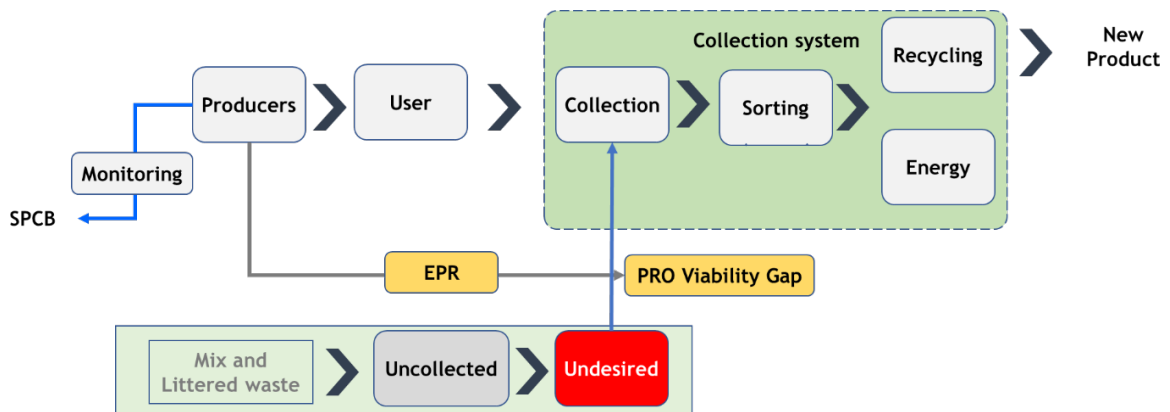 Collection system
Recycling
New
Product
Producers
User
Collection
Sorting
Monitoring
Energy
SPCB
EPR
PRO Viability Gap
Mix and
Littered waste
Uncollected
Undesired